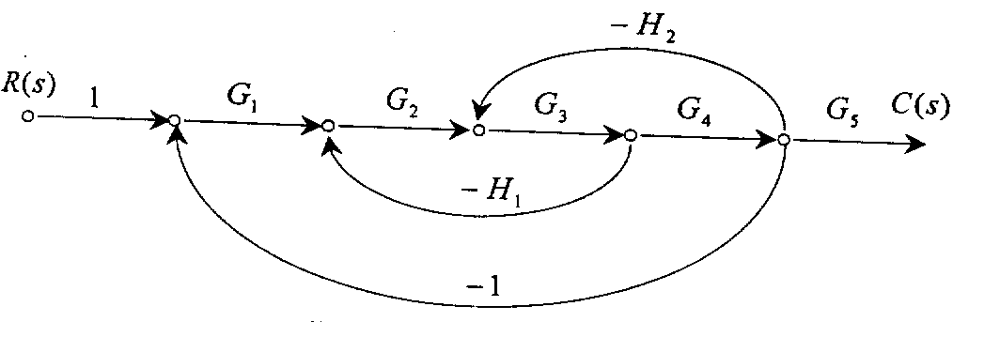 − H₂
R(s) 1 G₁ G₂ G₃ G₄ G₅ C(s)
− H₁
− 1